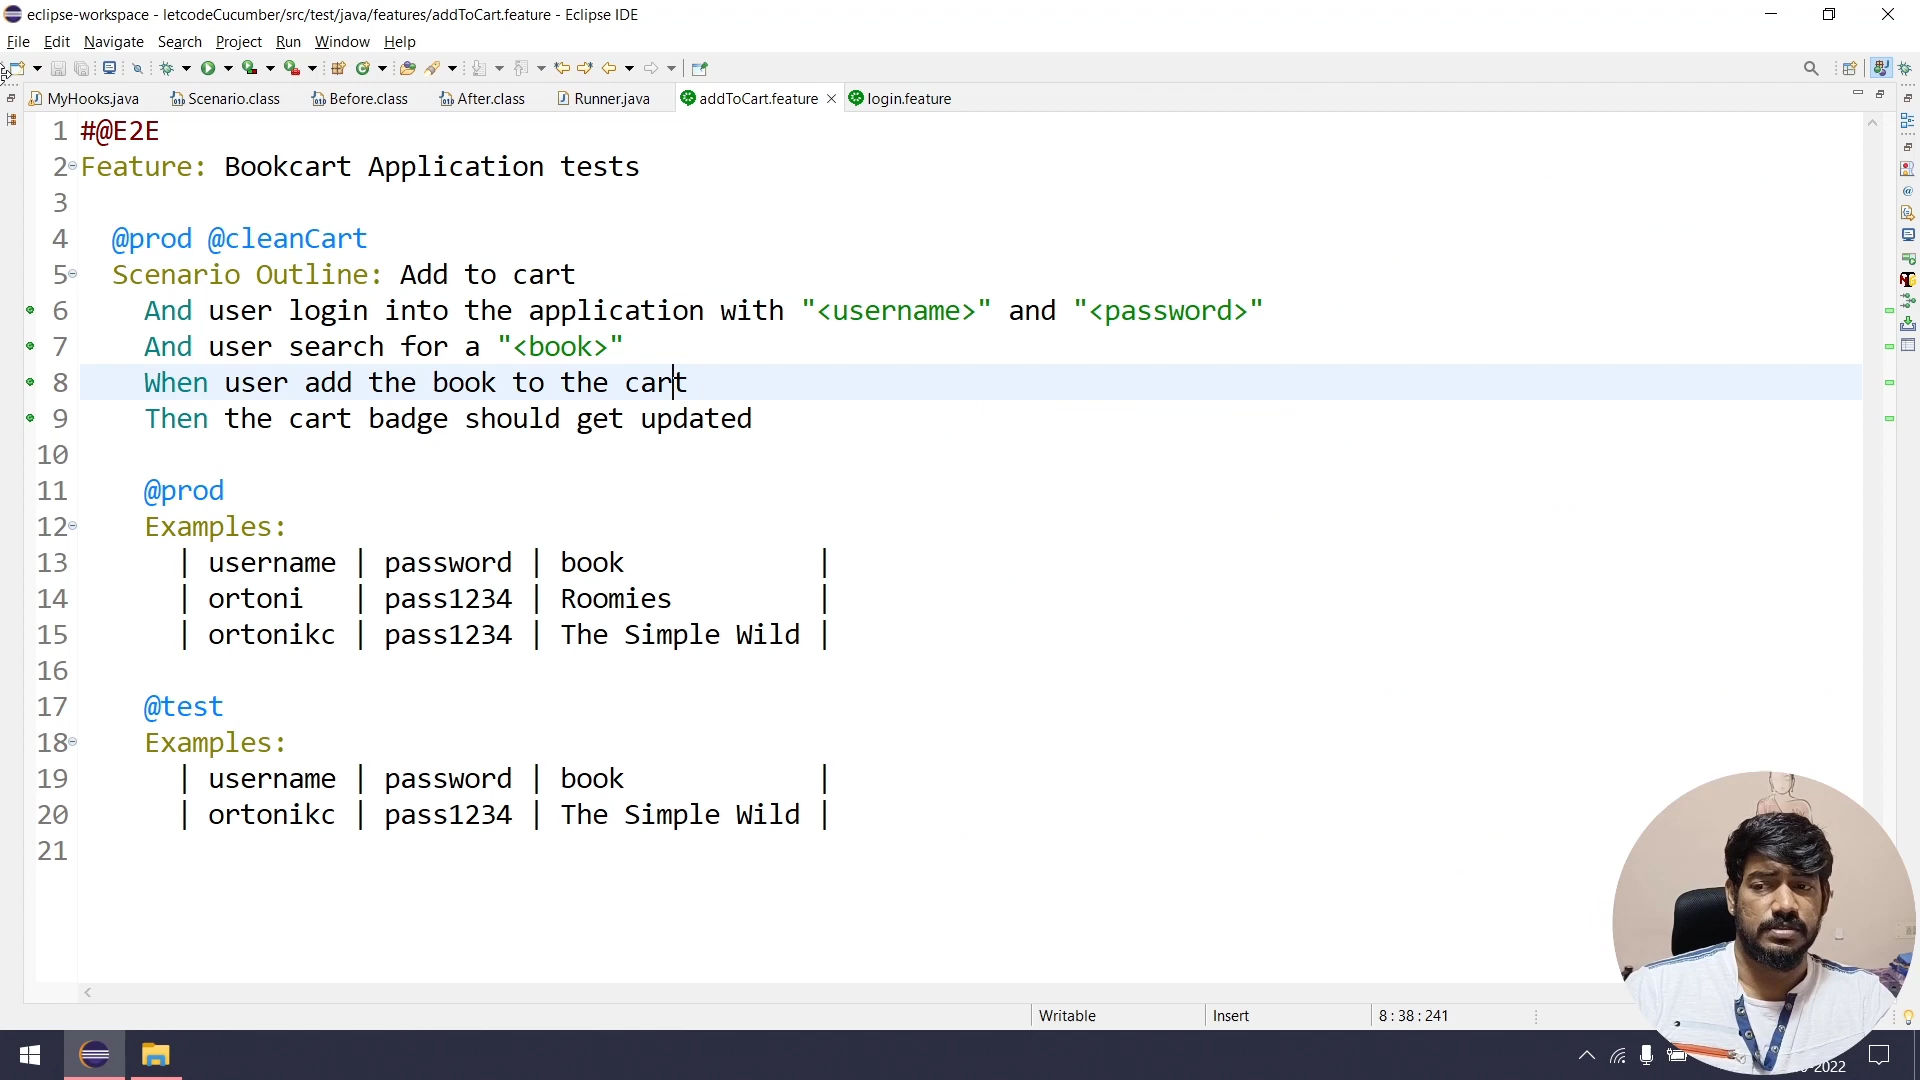 eclipse-workspace - letcodeCucumber/src/test/java/features/addToCart.feature - Eclipse IDE
File Edit Navigate Search Project Run Window Help
MyHooks.java Scenario.class Before.class After.class Runner.java addToCart.feature login.feature
1 #@E2E
2 Feature: Bookcart Application tests
3
4 @prod @cleanCart
5 Scenario Outline: Add to cart
6 And user login into the application with "<username>" and "<password>"
7 And user search for a "<book>"
8 When user add the book to the cart
9 Then the cart badge should get updated
10
11 @prod
12 Examples:
13 | username | password | book |
14 | ortoni | pass1234 | Roomies |
15 | ortonikc | pass1234 | The Simple Wild |
16
17 @test
18 Examples:
19 | username | password | book |
20 | ortonikc | pass1234 | The Simple Wild |
21
Writable Insert 8 : 38 : 241